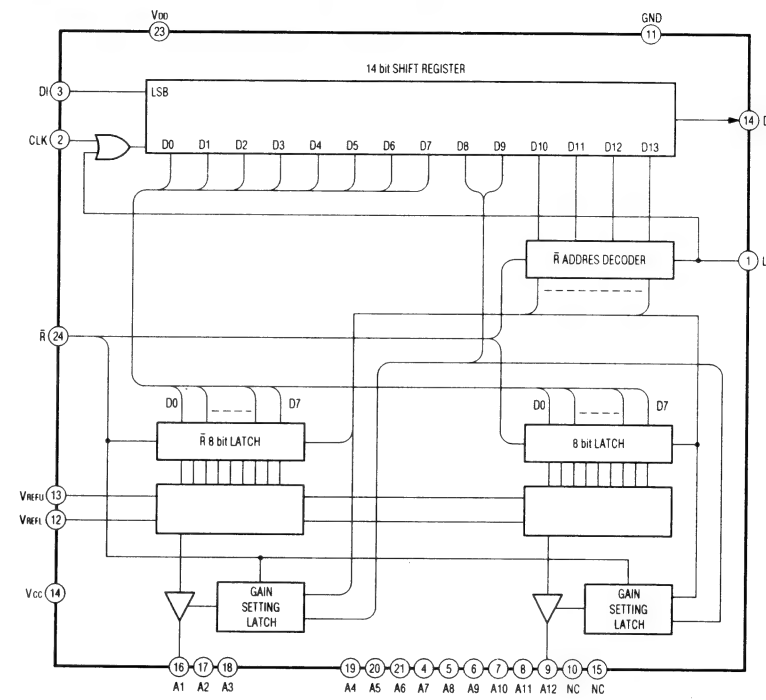 VDD
23
GND
11
14 bit SHIFT REGISTER
DI 3
LSB
14 D
CLK 2
D0 D1 D2 D3 D4 D5 D6 D7 D8 D9 D10 D11 D12 D13
R̅ ADDRES DECODER
1 L
R̅ 24
D0 D7 D0 D7
R̅ 8 bit LATCH
8 bit LATCH
VREFU 13
VREFL 12
Vcc 14
GAIN SETTING LATCH
GAIN SETTING LATCH
16 17 18 19 20 21 4 5 6 7 8 9 10 15
A1 A2 A3 A4 A5 A6 A7 A8 A9 A10 A11 A12 NC NC